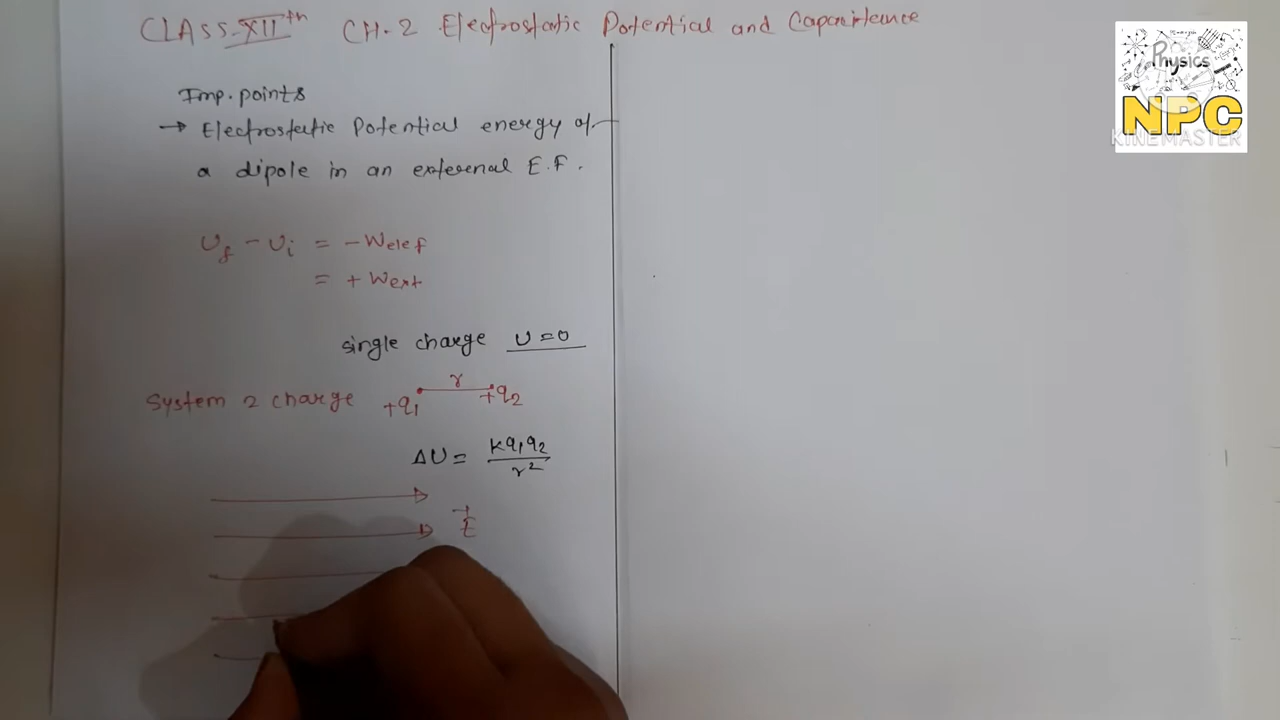 CLASS-XIIth CH.2 Electrostatic Potential and Capacitance
Physics
NPC
KINEMASTER
Imp. points
→ Electrostatic Potential energy of
a dipole in an external E.F.
Uf - Ui = -Welef
= + Wext
single charge U=0
System 2 charge +q1 r +q2
ΔU = kq1q2/r²
E